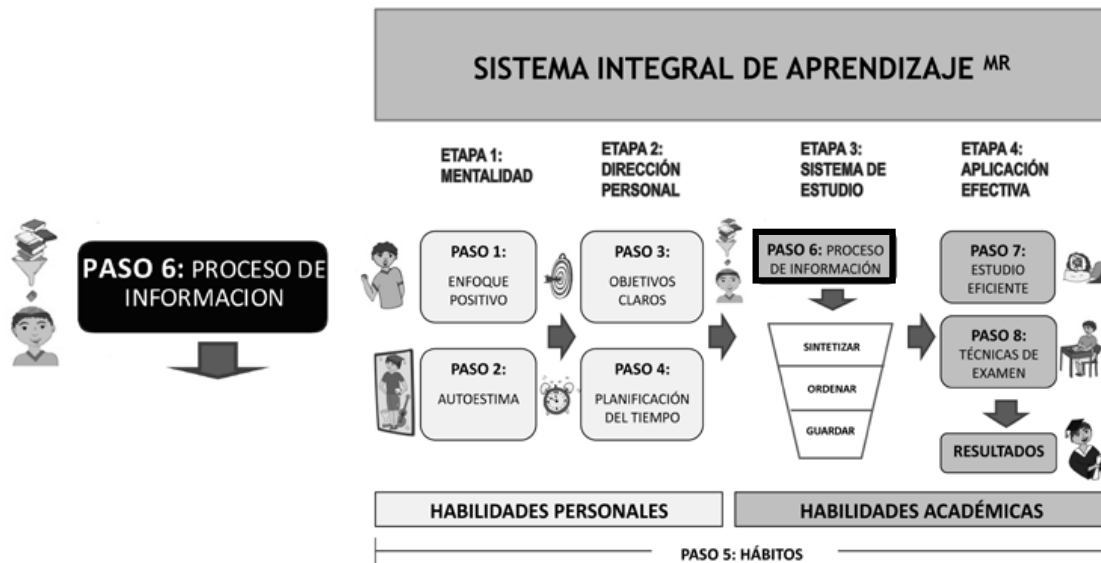 SISTEMA INTEGRAL DE APRENDIZAJE MR
ETAPA 1:
MENTALIDAD
ETAPA 2:
DIRECCIÓN
PERSONAL
ETAPA 3:
SISTEMA DE
ESTUDIO
ETAPA 4:
APLICACIÓN
EFECTIVA
PASO 6: PROCESO DE
INFORMACION
PASO 1:
ENFOQUE
POSITIVO
PASO 3:
OBJETIVOS
CLAROS
PASO 6: PROCESO
DE INFORMACIÓN
PASO 7:
ESTUDIO
EFICIENTE
PASO 2:
AUTOESTIMA
PASO 4:
PLANIFICACIÓN
DEL TIEMPO
SINTETIZAR
ORDENAR
GUARDAR
PASO 8:
TÉCNICAS DE
EXAMEN
RESULTADOS
HABILIDADES PERSONALES
HABILIDADES ACADÉMICAS
PASO 5: HÁBITOS